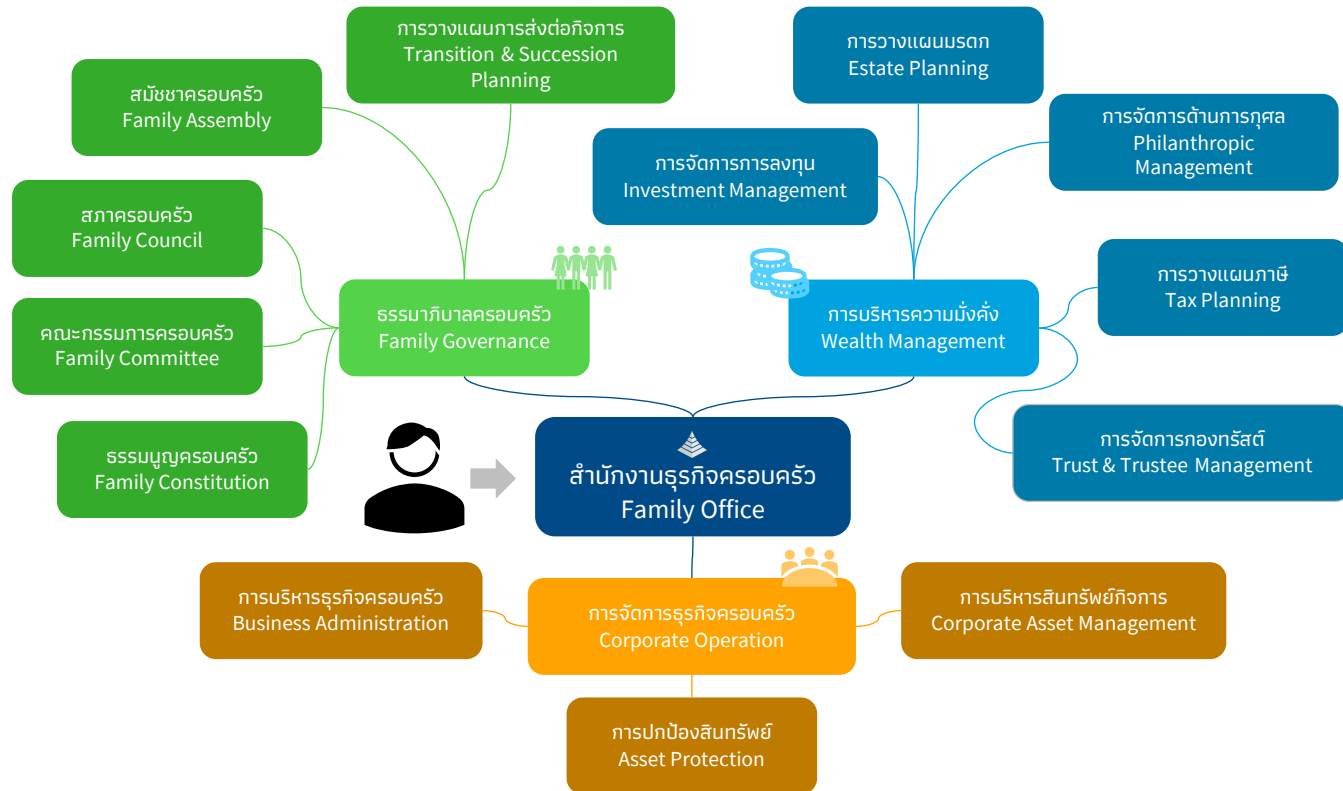 การวางแผนการส่งต่อกิจการ
Transition & Succession
Planning
การวางแผนมรดก
Estate Planning
สมัชชาครอบครัว
Family Assembly
การจัดการด้านการกุศล
Philanthropic
Management
การจัดการการลงทุน
Investment Management
สภาครอบครัว
Family Council
การวางแผนภาษี
Tax Planning
ธรรมาภิบาลครอบครัว
Family Governance
การบริหารความมั่งคั่ง
Wealth Management
คณะกรรมการครอบครัว
Family Committee
ธรรมนูญครอบครัว
Family Constitution
สำนักงานธุรกิจครอบครัว
Family Office
การจัดการกองทรัสต์
Trust & Trustee Management
การบริหารธุรกิจครอบครัว
Business Administration
การจัดการธุรกิจครอบครัว
Corporate Operation
การบริหารสินทรัพย์กิจการ
Corporate Asset Management
การปกป้องสินทรัพย์
Asset Protection